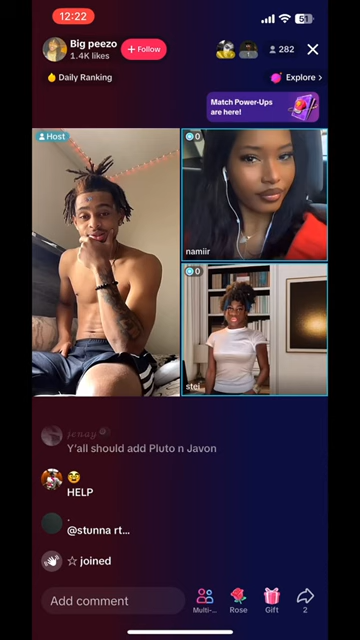 12:22
51
Big peezo
1.4K likes
+ Follow
282
Daily Ranking
Explore >
Match Power-Ups
are here!
Host
0
namiir
0
stei
jenay
Y'all should add Pluto n Javon
HELP
.
@stunna rt...
☆ joined
Add comment
Multi-...
Rose
Gift
2